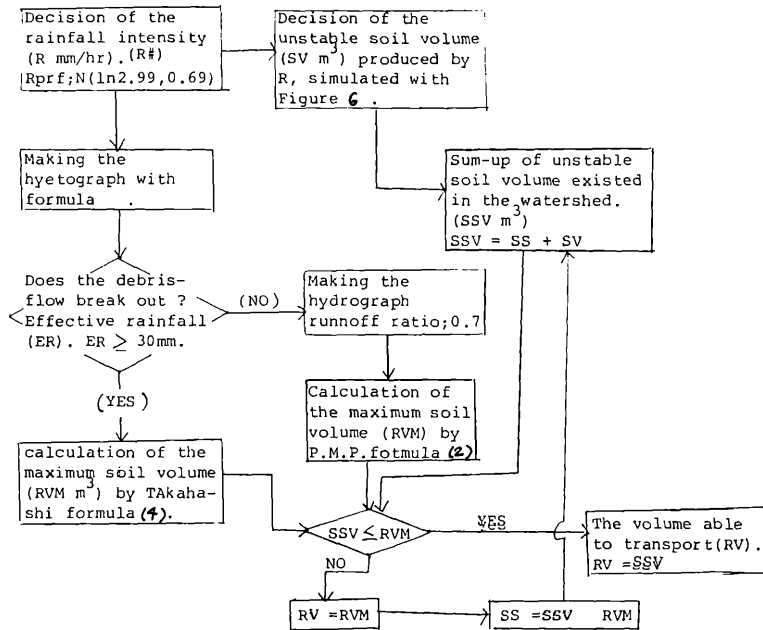 Decision of the
rainfall intensity
(R mm/hr).(R#)
Rprf;N(ln2.99,0.69)
Decision of the
unstable soil volume
(SV m3) produced by
R, simulated with
Figure 6 .
Making the
hyetograph with
formula .
Sum-up of unstable
soil volume existed
in the watershed.
(SSV m3)
SSV = SS + SV
Does the debris-
flow break out ?
Effective rainfall
(ER). ER ≥ 30mm.
(NO)
Making the
hydrograph
runnoff ratio;0.7
(YES)
Calculation of
the maximum soil
volume (RVM) by
P.M.P.fotmula (2)
calculation of the
maximum soil volume
(RVM m3) by TAkaha-
shi formula (4).
SSV ≤ RVM
YES
The volume able
to transport(RV).
RV =SSV
NO
RV =RVM
SS =SSV RVM